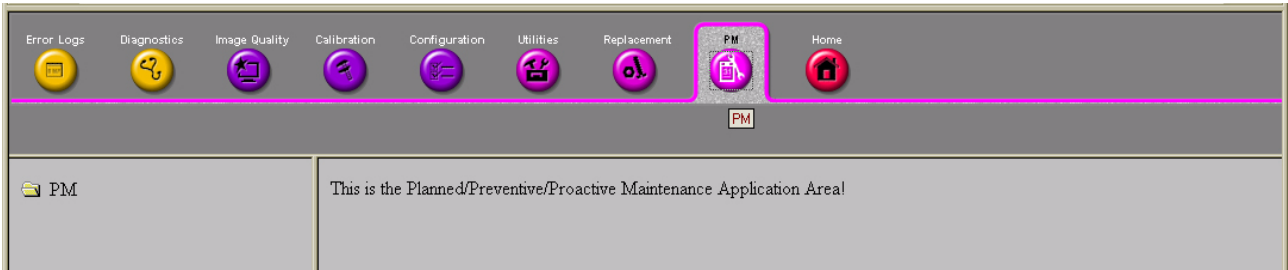 Error Logs Diagnostics Image Quality Calibration Configuration Utilities Replacement PM Home
PM
PM
This is the Planned/Preventive/Proactive Maintenance Application Area!